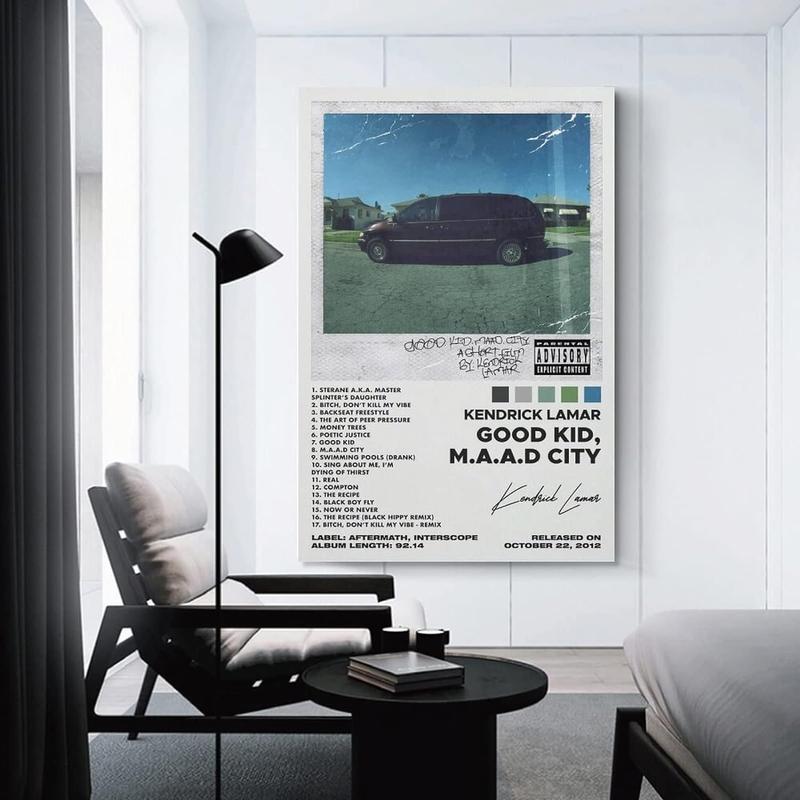 GOOD KID, M.A.A.D CITY
A SHORT FILM
BY KENDRICK
LAMAR
PARENTAL
ADVISORY
EXPLICIT CONTENT
1. STERANE A.K.A. MASTER
SPLINTER'S DAUGHTER
2. BITCH, DON'T KILL MY VIBE
3. BACKSEAT FREESTYLE
4. THE ART OF PEER PRESSURE
5. MONEY TREES
6. POETIC JUSTICE
7. GOOD KID
8. M.A.A.D CITY
9. SWIMMING POOLS (DRANK)
10. SING ABOUT ME, I'M
DYING OF THIRST
11. REAL
12. COMPTON
13. THE RECIPE
14. BLACK BOY FLY
15. NOW OR NEVER
16. THE RECIPE (BLACK HIPPY REMIX)
17. BITCH, DON'T KILL MY VIBE - REMIX
KENDRICK LAMAR
GOOD KID,
M.A.A.D CITY
Kendrick Lamar
LABEL: AFTERMATH, INTERSCOPE
ALBUM LENGTH: 92.14
RELEASED ON
OCTOBER 22, 2012